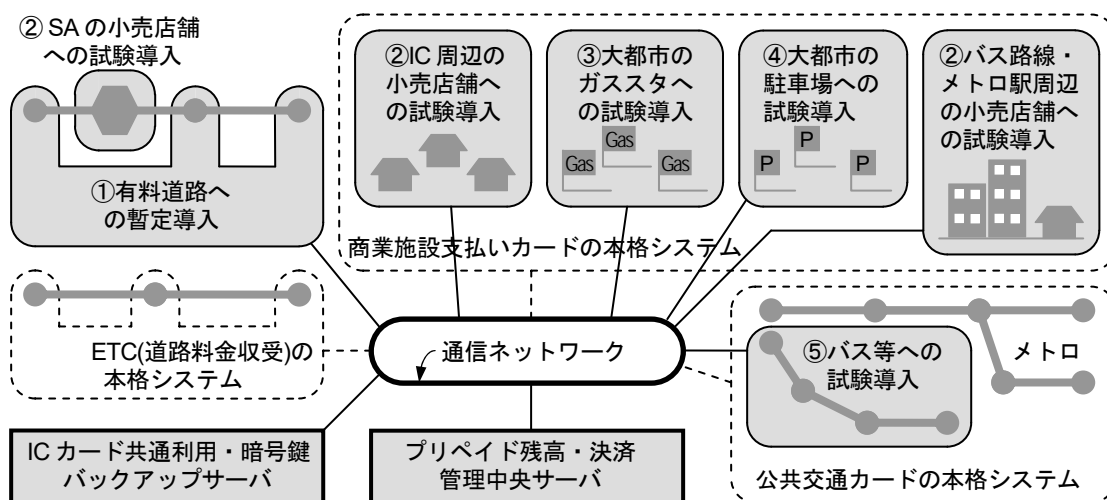 ② SA の小売店舗
への試験導入
①有料道路へ
の暫定導入
②IC 周辺の
小売店舗へ
の試験導入
③大都市の
ガススタへ
の試験導入
Gas
Gas
Gas
④大都市の
駐車場への
試験導入
P
P
P
②バス路線・
メトロ駅周辺
の小売店舗へ
の試験導入
商業施設支払いカードの本格システム
ETC(道路料金収受)の
本格システム
通信ネットワーク
メトロ
⑤バス等への
試験導入
公共交通カードの本格システム
IC カード共通利用・暗号鍵
バックアップサーバ
プリペイド残高・決済
管理中央サーバ